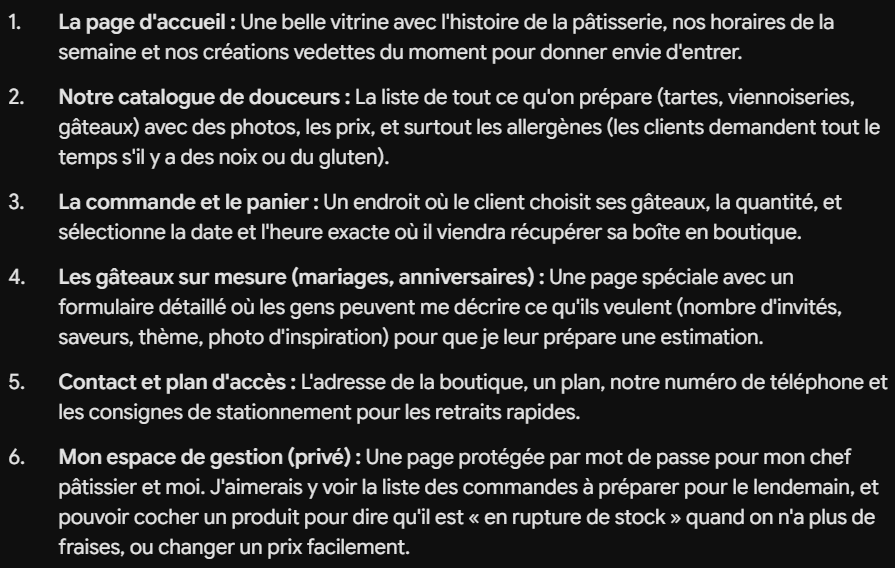 1. La page d'accueil : Une belle vitrine avec l'histoire de la pâtisserie, nos horaires de la
semaine et nos créations vedettes du moment pour donner envie d'entrer.
2. Notre catalogue de douceurs : La liste de tout ce qu'on prépare (tartes, viennoiseries,
gâteaux) avec des photos, les prix, et surtout les allergènes (les clients demandent tout le
temps s'il y a des noix ou du gluten).
3. La commande et le panier : Un endroit où le client choisit ses gâteaux, la quantité, et
sélectionne la date et l'heure exacte où il viendra récupérer sa boîte en boutique.
4. Les gâteaux sur mesure (mariages, anniversaires) : Une page spéciale avec un
formulaire détaillé où les gens peuvent me décrire ce qu'ils veulent (nombre d'invités,
saveurs, thème, photo d'inspiration) pour que je leur prépare une estimation.
5. Contact et plan d'accès : L'adresse de la boutique, un plan, notre numéro de téléphone et
les consignes de stationnement pour les retraits rapides.
6. Mon espace de gestion (privé) : Une page protégée par mot de passe pour mon chef
pâtissier et moi. J'aimerais y voir la liste des commandes à préparer pour le lendemain, et
pouvoir cocher un produit pour dire qu'il est « en rupture de stock » quand on n'a plus de
fraises, ou changer un prix facilement.